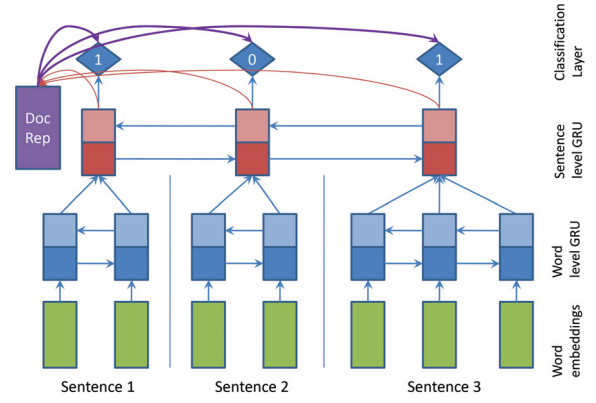 1
0
1
Classification
Layer
Doc
Rep
Sentence
level GRU
Word
level GRU
Word
embeddings
Sentence 1
Sentence 2
Sentence 3